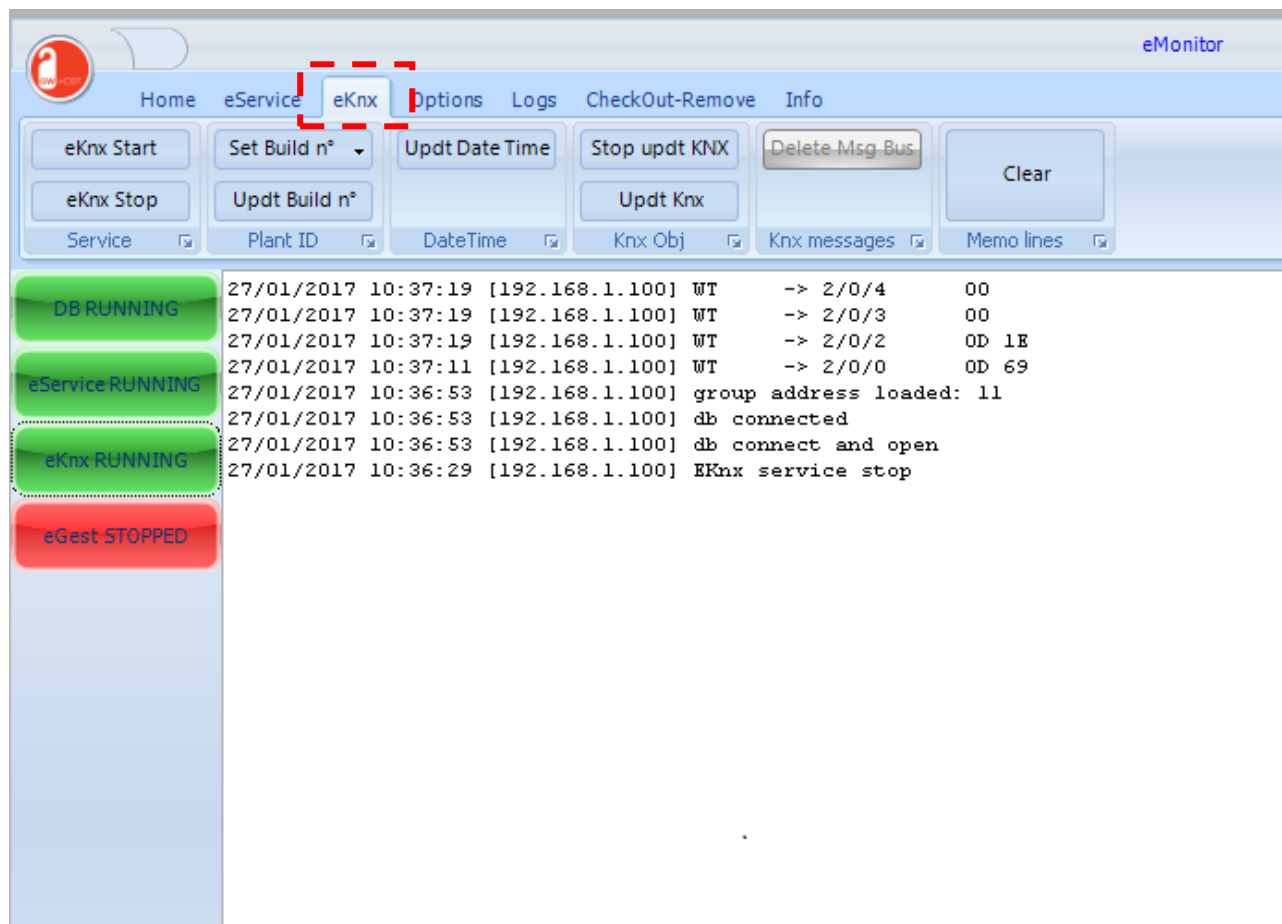 eMonitor
a
GW HOST
Home eService eKnx Options Logs CheckOut-Remove Info
eKnx Start Set Build n° Updt Date Time Stop updt KNX Delete Msg Bus Clear
eKnx Stop Updt Build n° Updt Knx
Service Plant ID DateTime Knx Obj Knx messages Memo lines
DB RUNNING
eService RUNNING
eKnx RUNNING
eGest STOPPED
27/01/2017 10:37:19 [192.168.1.100] WT -> 2/0/4 00
27/01/2017 10:37:19 [192.168.1.100] WT -> 2/0/3 00
27/01/2017 10:37:19 [192.168.1.100] WT -> 2/0/2 0D 1E
27/01/2017 10:37:11 [192.168.1.100] WT -> 2/0/0 0D 69
27/01/2017 10:36:53 [192.168.1.100] group address loaded: 11
27/01/2017 10:36:53 [192.168.1.100] db connected
27/01/2017 10:36:53 [192.168.1.100] db connect and open
27/01/2017 10:36:29 [192.168.1.100] EKnx service stop